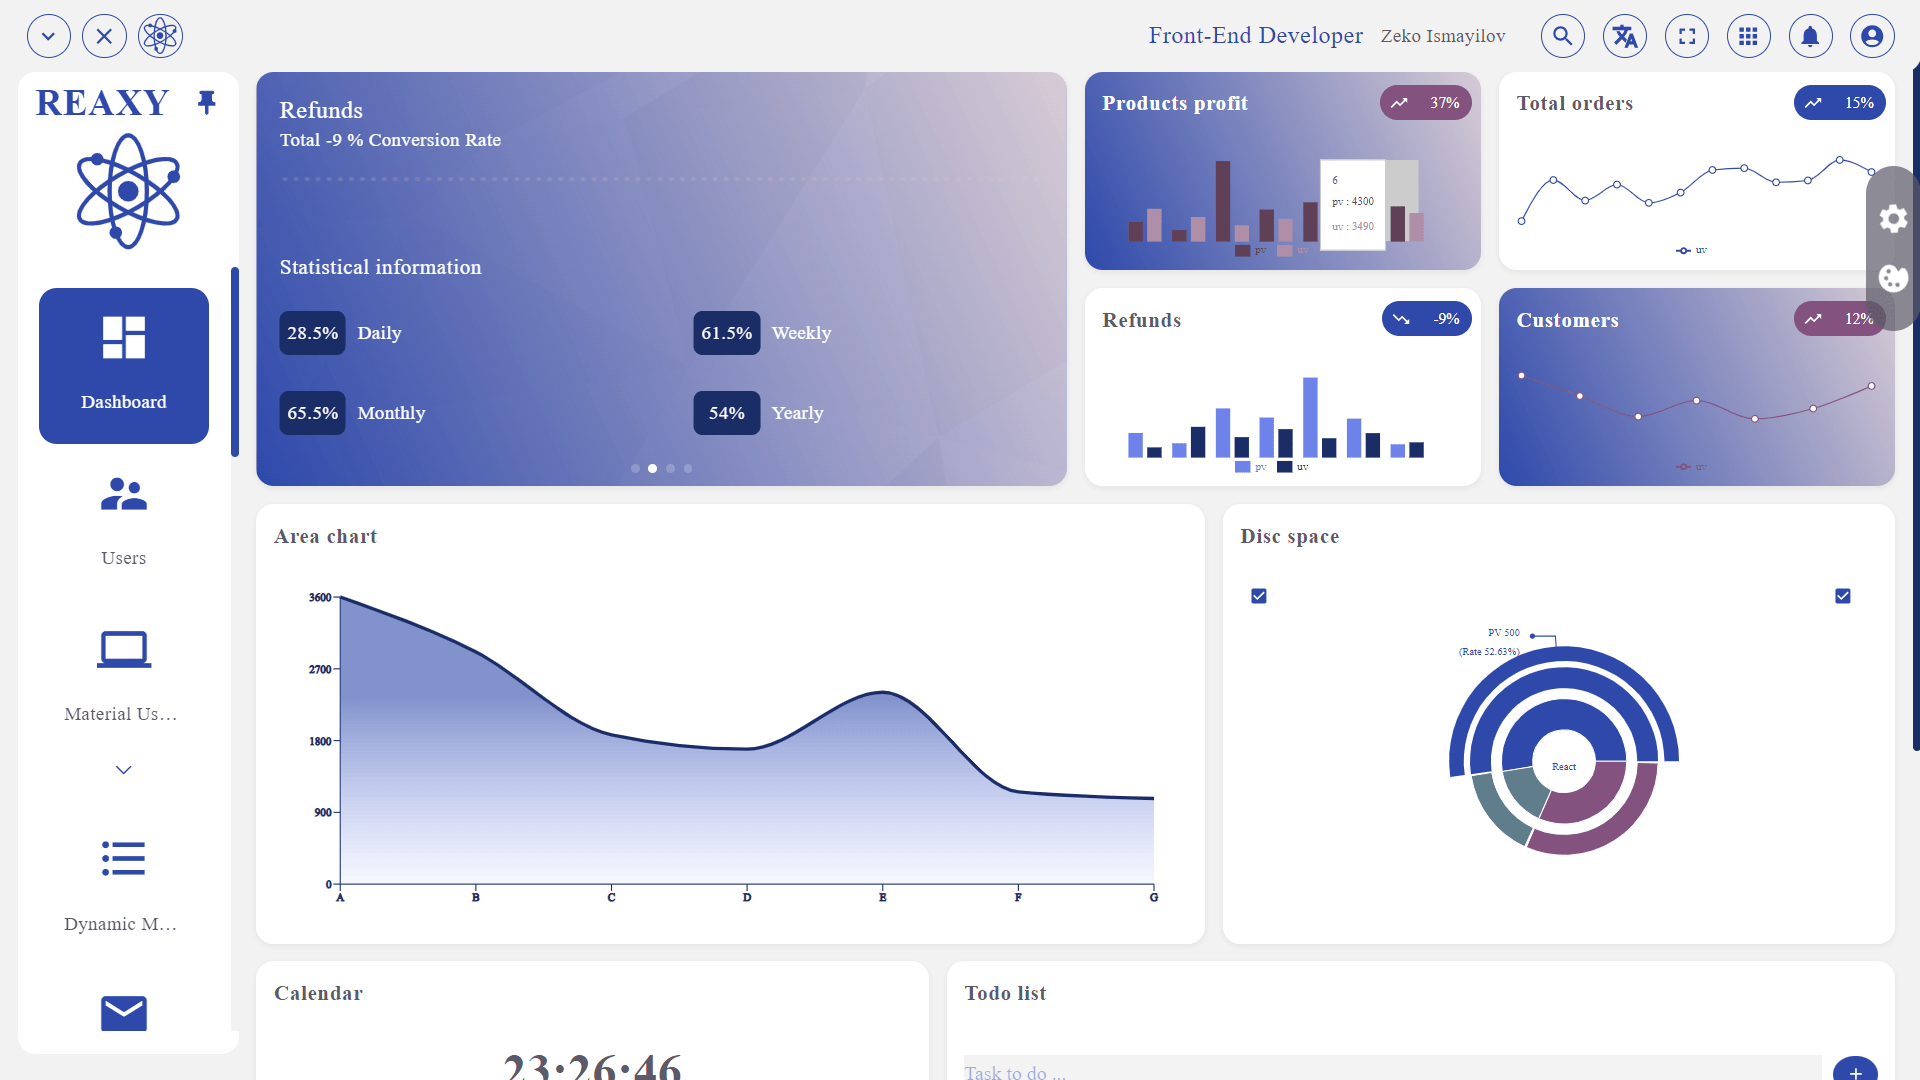 Front-End Developer Zeko Ismayilov
REAXY
Dashboard
Users
Material Us...
Dynamic M...
Refunds
Total -9 % Conversion Rate
Statistical information
28.5% Daily
61.5% Weekly
65.5% Monthly
54% Yearly
Products profit
37%
6
pv : 4300
uv : 3490
pv uv
Total orders
15%
uv
Refunds
-9%
pv uv
Customers
12%
uv
Area chart
3600
2700
1800
900
0
A B C D E F G
Disc space
PV 500
(Rate 52.63%)
React
Calendar
23:26:46
Todo list
Task to do ...